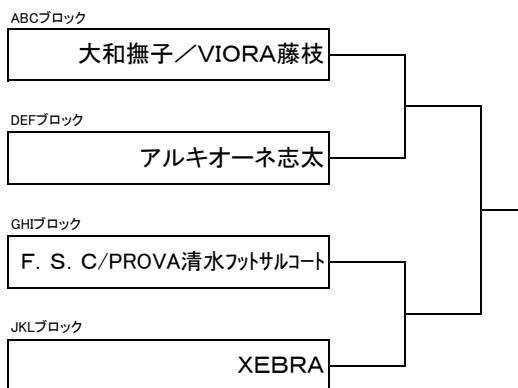 ABCブロック
大和撫子／VIORA藤枝
DEFブロック
アルキオーネ志太
GHIブロック
Ｆ．Ｓ．Ｃ/PROVA清水フットサルコート
JKLブロック
XEBRA